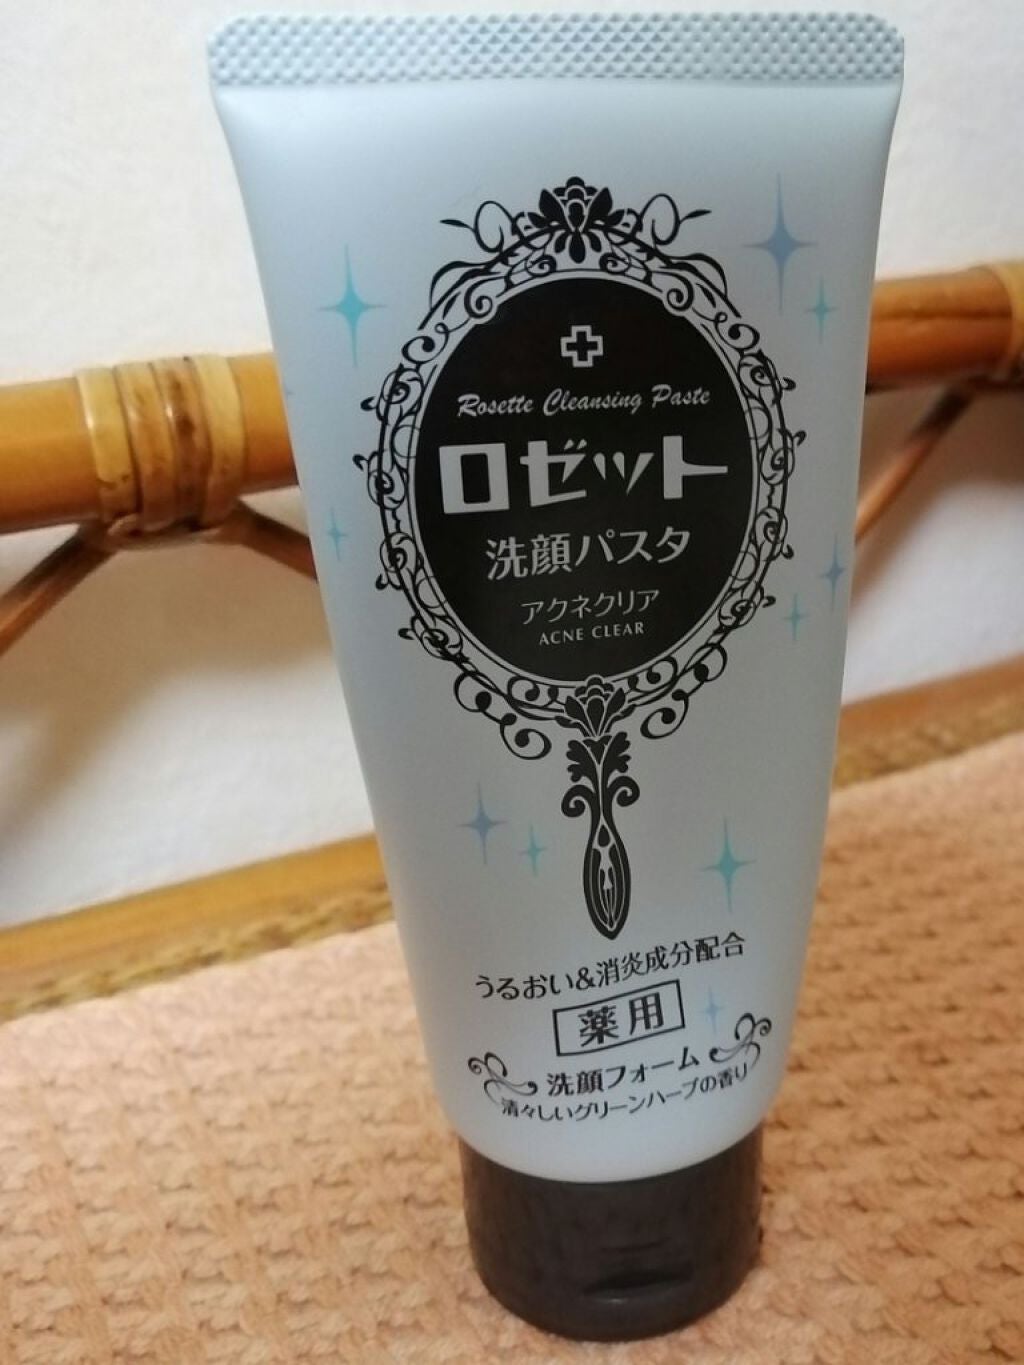 Rosette Cleansing Paste
ロゼット
洗顔パスタ
アクネクリア
ACNE CLEAR
うるおい&消炎成分配合
薬用
洗顔フォーム
清々しいグリーンハーブの香り